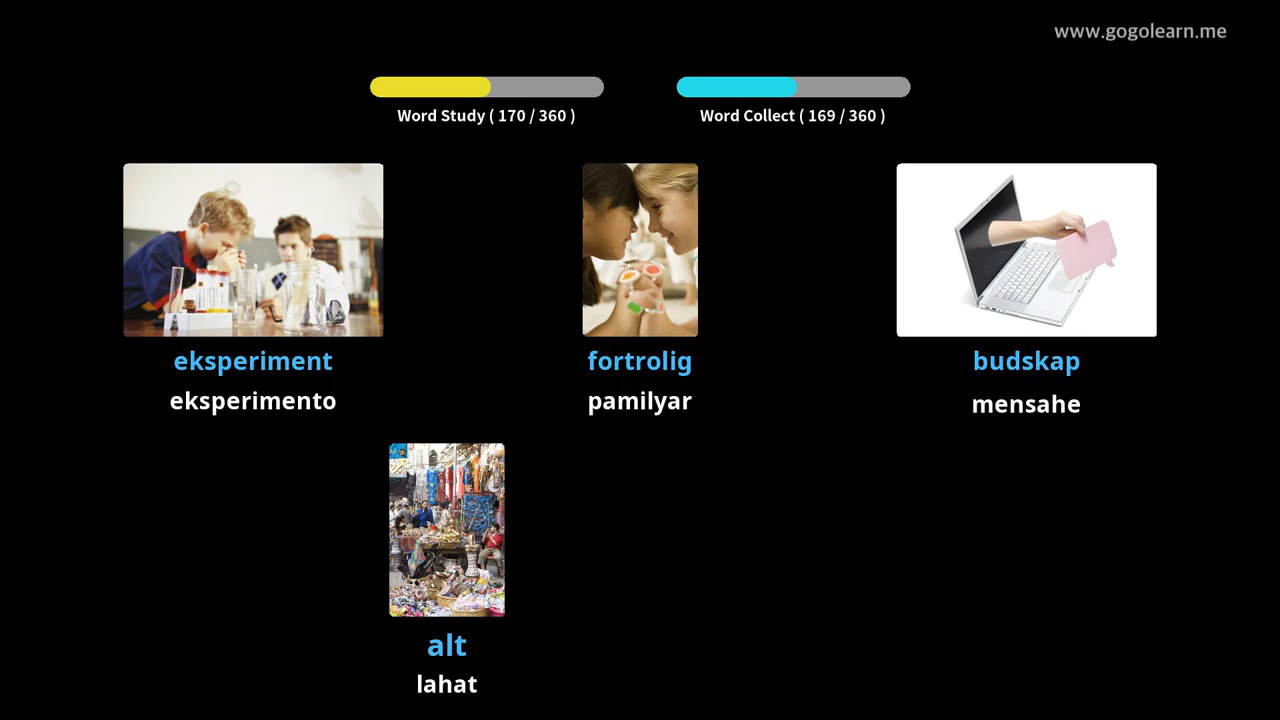 www.gogolearn.me
Word Study ( 170 / 360 )
Word Collect ( 169 / 360 )
eksperiment
eksperimento
fortrolig
pamilyar
budskap
mensahe
alt
lahat